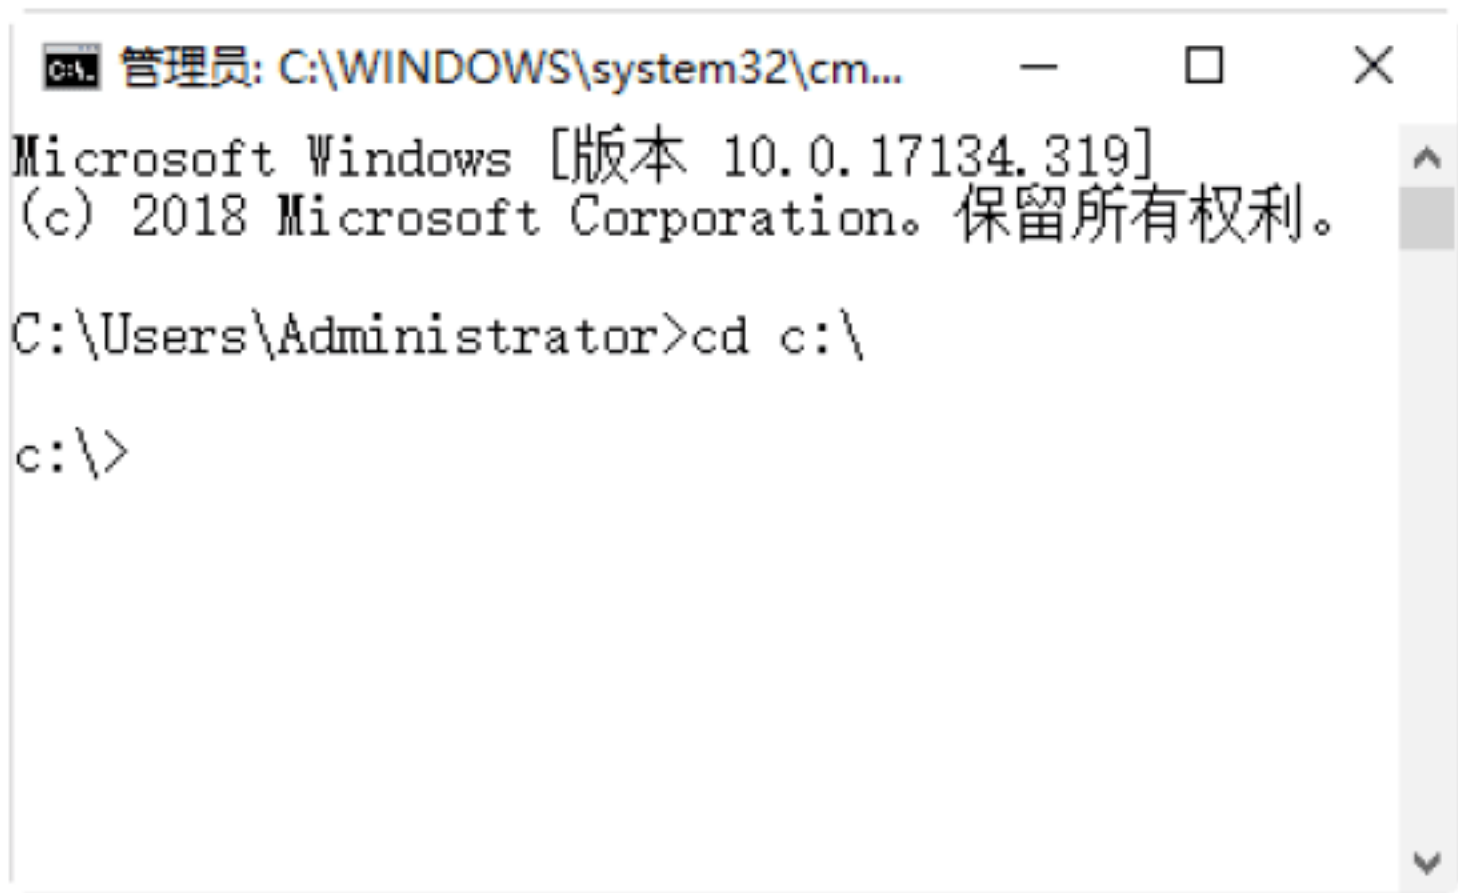 管理员: C:\WINDOWS\system32\cm...
Microsoft Windows [版本 10.0.17134.319]
(c) 2018 Microsoft Corporation。保留所有权利。
C:\Users\Administrator>cd c:\
c:\>